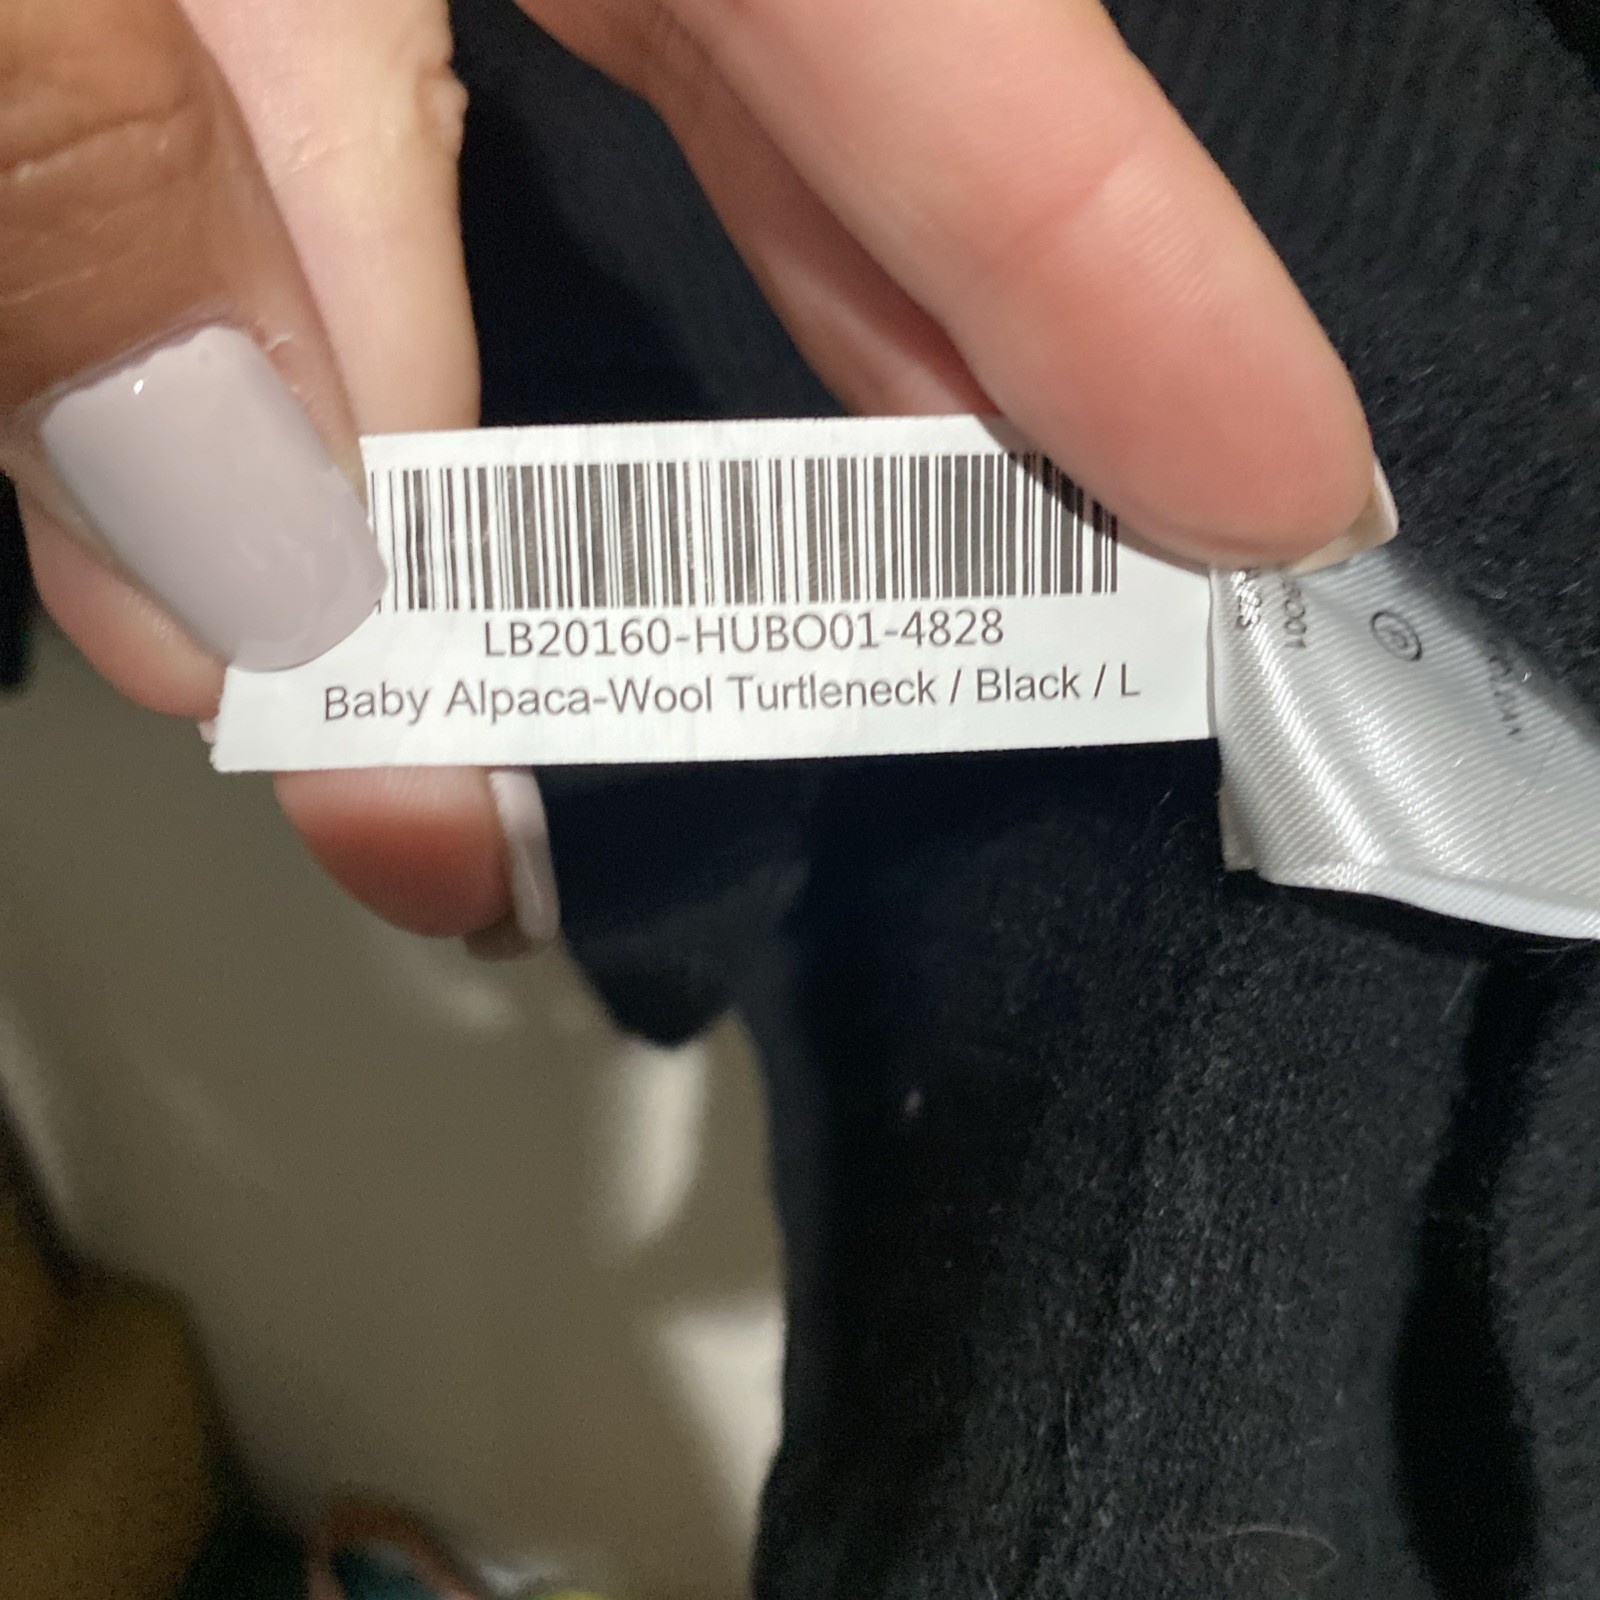 LB20160-HUBO01-4828
Baby Alpaca-Wool Turtleneck / Black / L